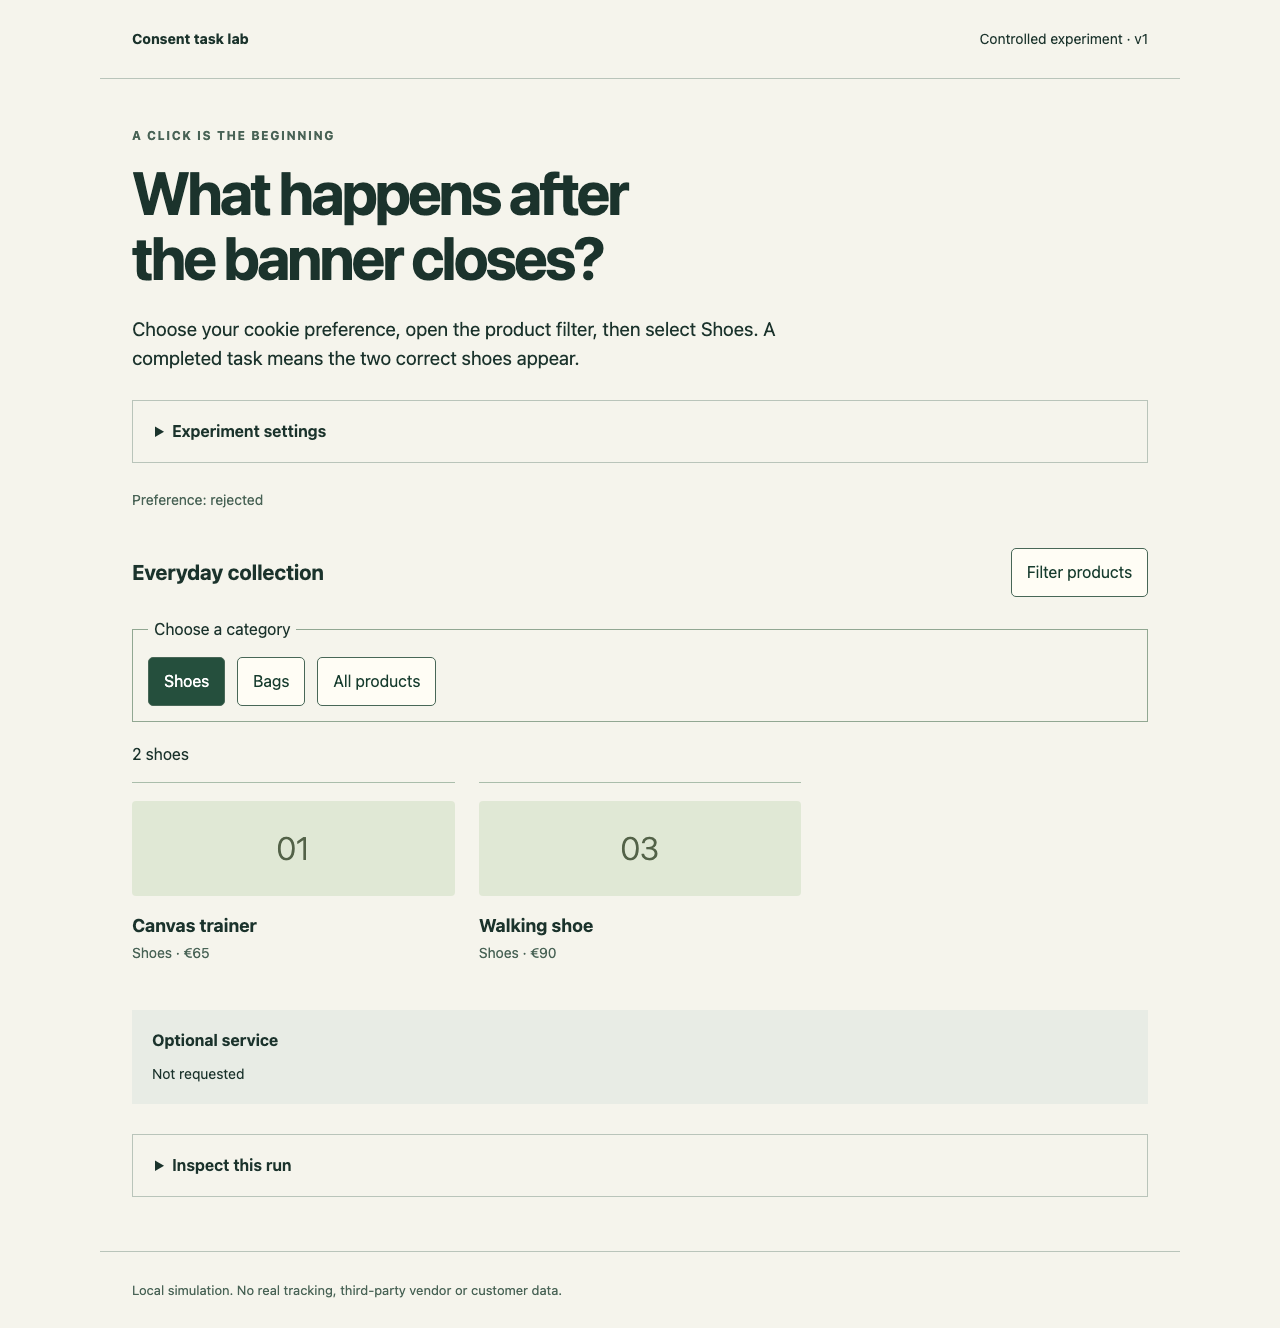 Consent task lab
Controlled experiment · v1
A CLICK IS THE BEGINNING
What happens after
the banner closes?
Choose your cookie preference, open the product filter, then select Shoes. A
completed task means the two correct shoes appear.
Experiment settings
Preference: rejected
Everyday collection
Filter products
Choose a category
Shoes
Bags
All products
2 shoes
01
03
Canvas trainer
Walking shoe
Shoes · €65
Shoes · €90
Optional service
Not requested
Inspect this run
Local simulation. No real tracking, third-party vendor or customer data.